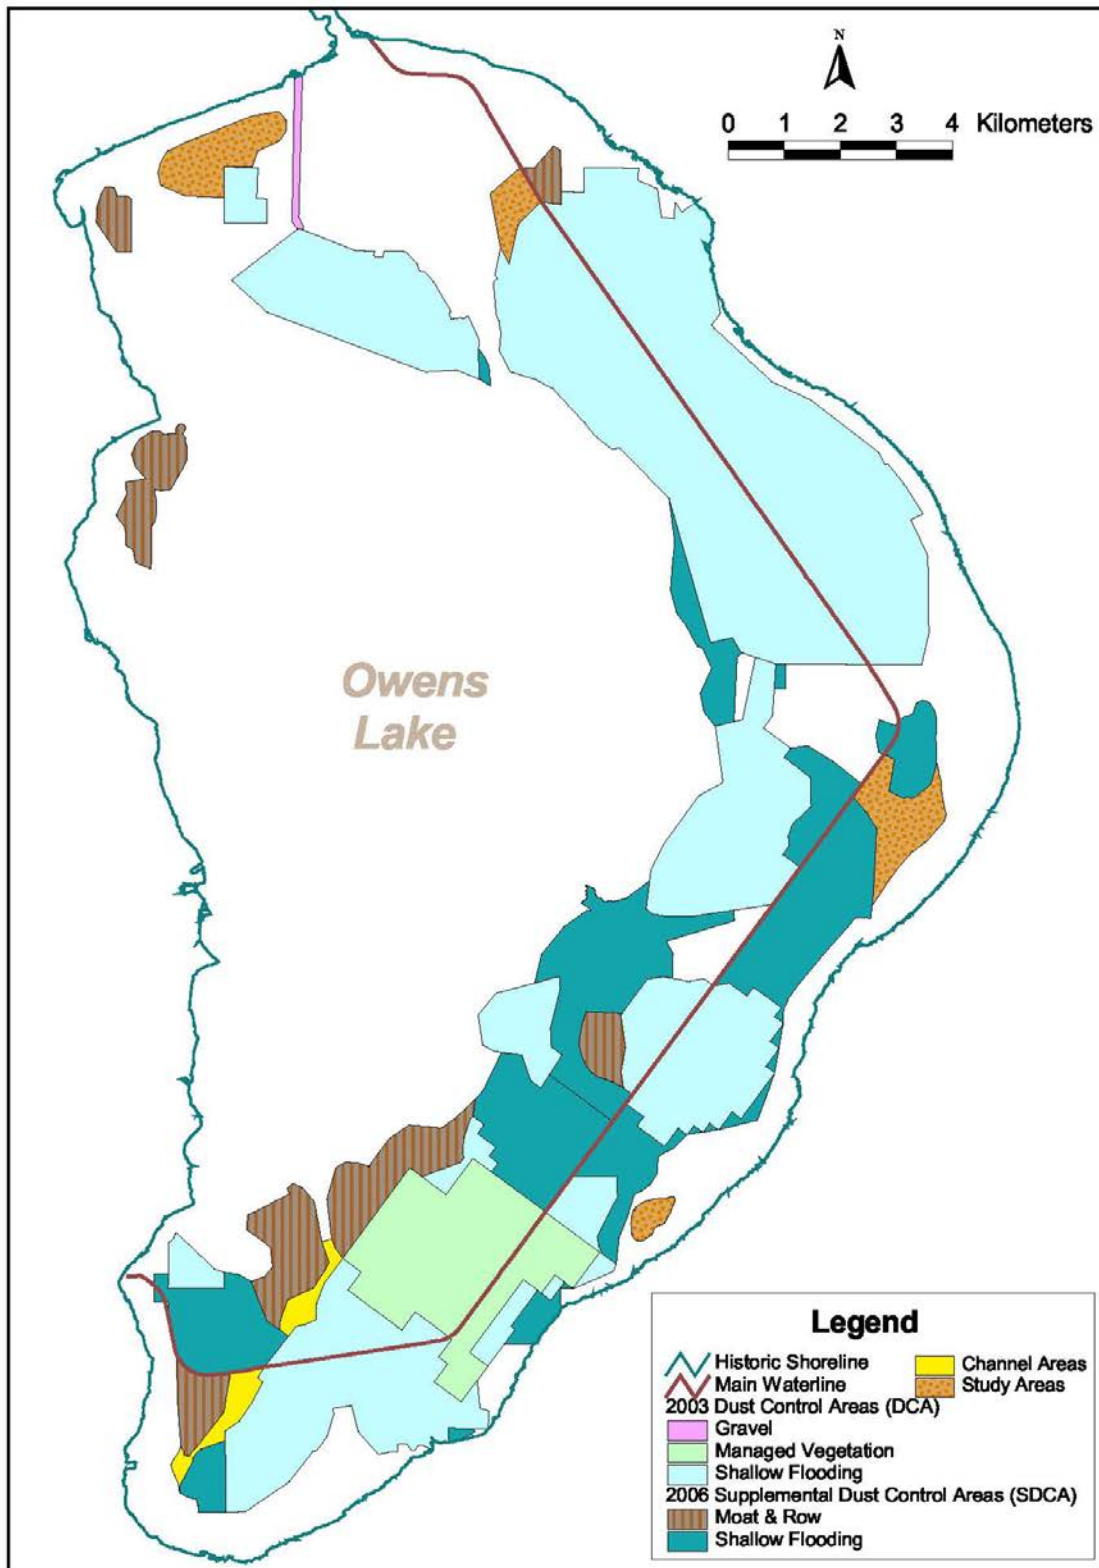 N
0 1 2 3 4 Kilometers
Owens
Lake
Legend
Historic Shoreline
Main Waterline
2003 Dust Control Areas (DCA)
Gravel
Managed Vegetation
Shallow Flooding
2006 Supplemental Dust Control Areas (SDCA)
Moat & Row
Shallow Flooding
Channel Areas
Study Areas